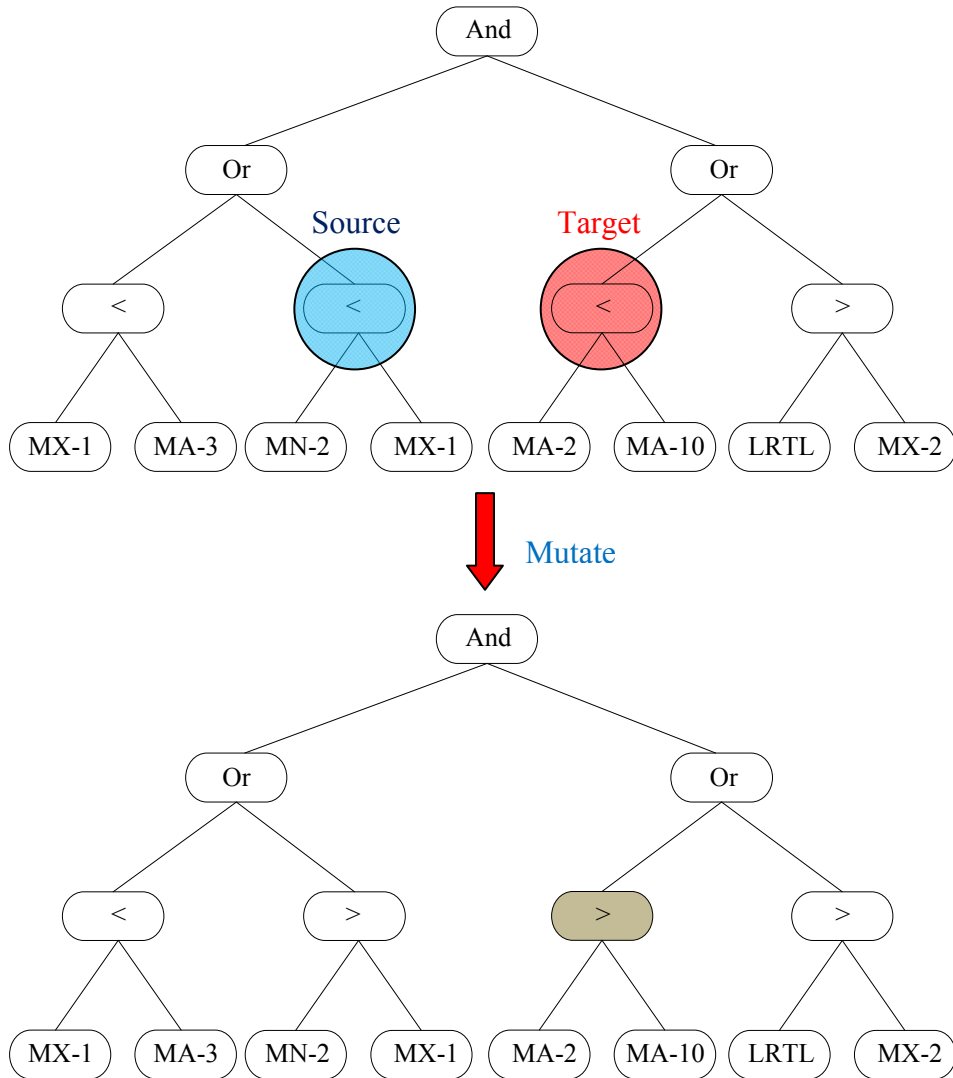 And
Or
Or
Source
Target
<
<
<
>
MX-1
MA-3
MN-2
MX-1
MA-2
MA-10
LRTL
MX-2
Mutate
And
Or
Or
<
>
>
>
MX-1
MA-3
MN-2
MX-1
MA-2
MA-10
LRTL
MX-2